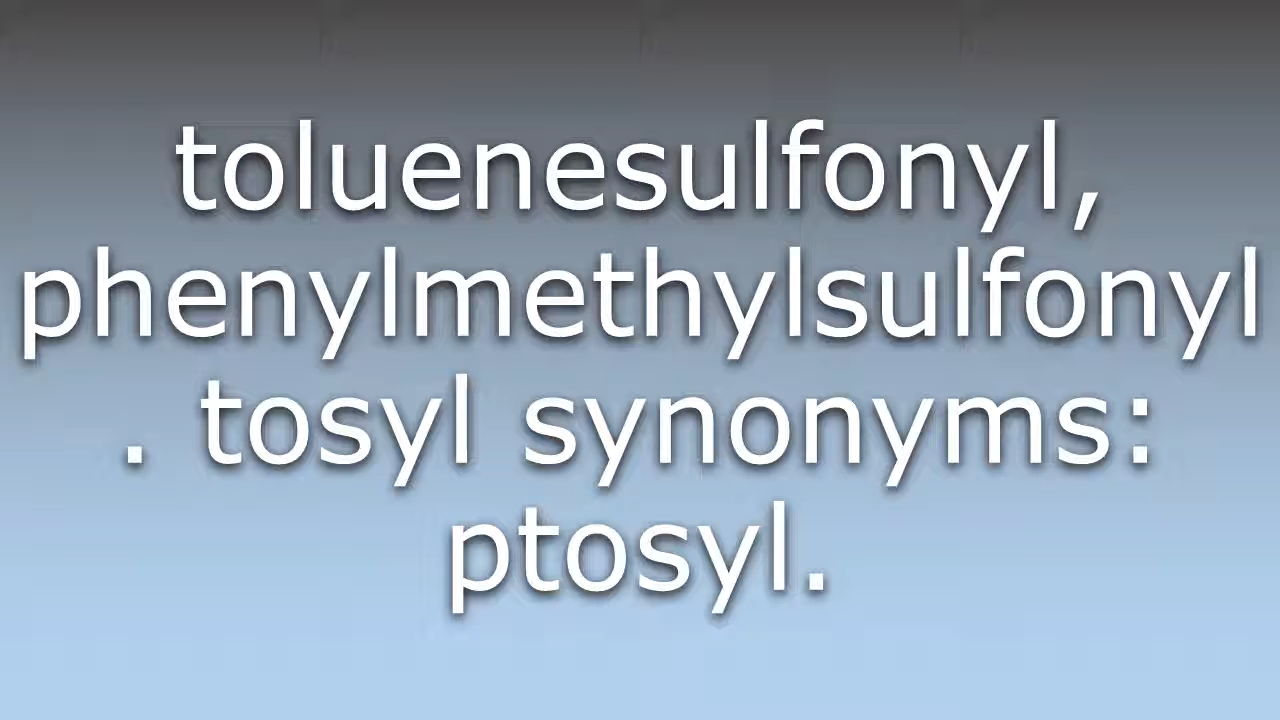 toluenesulfonyl,
phenylmethylsulfonyl
. tosyl synonyms:
ptosyl.